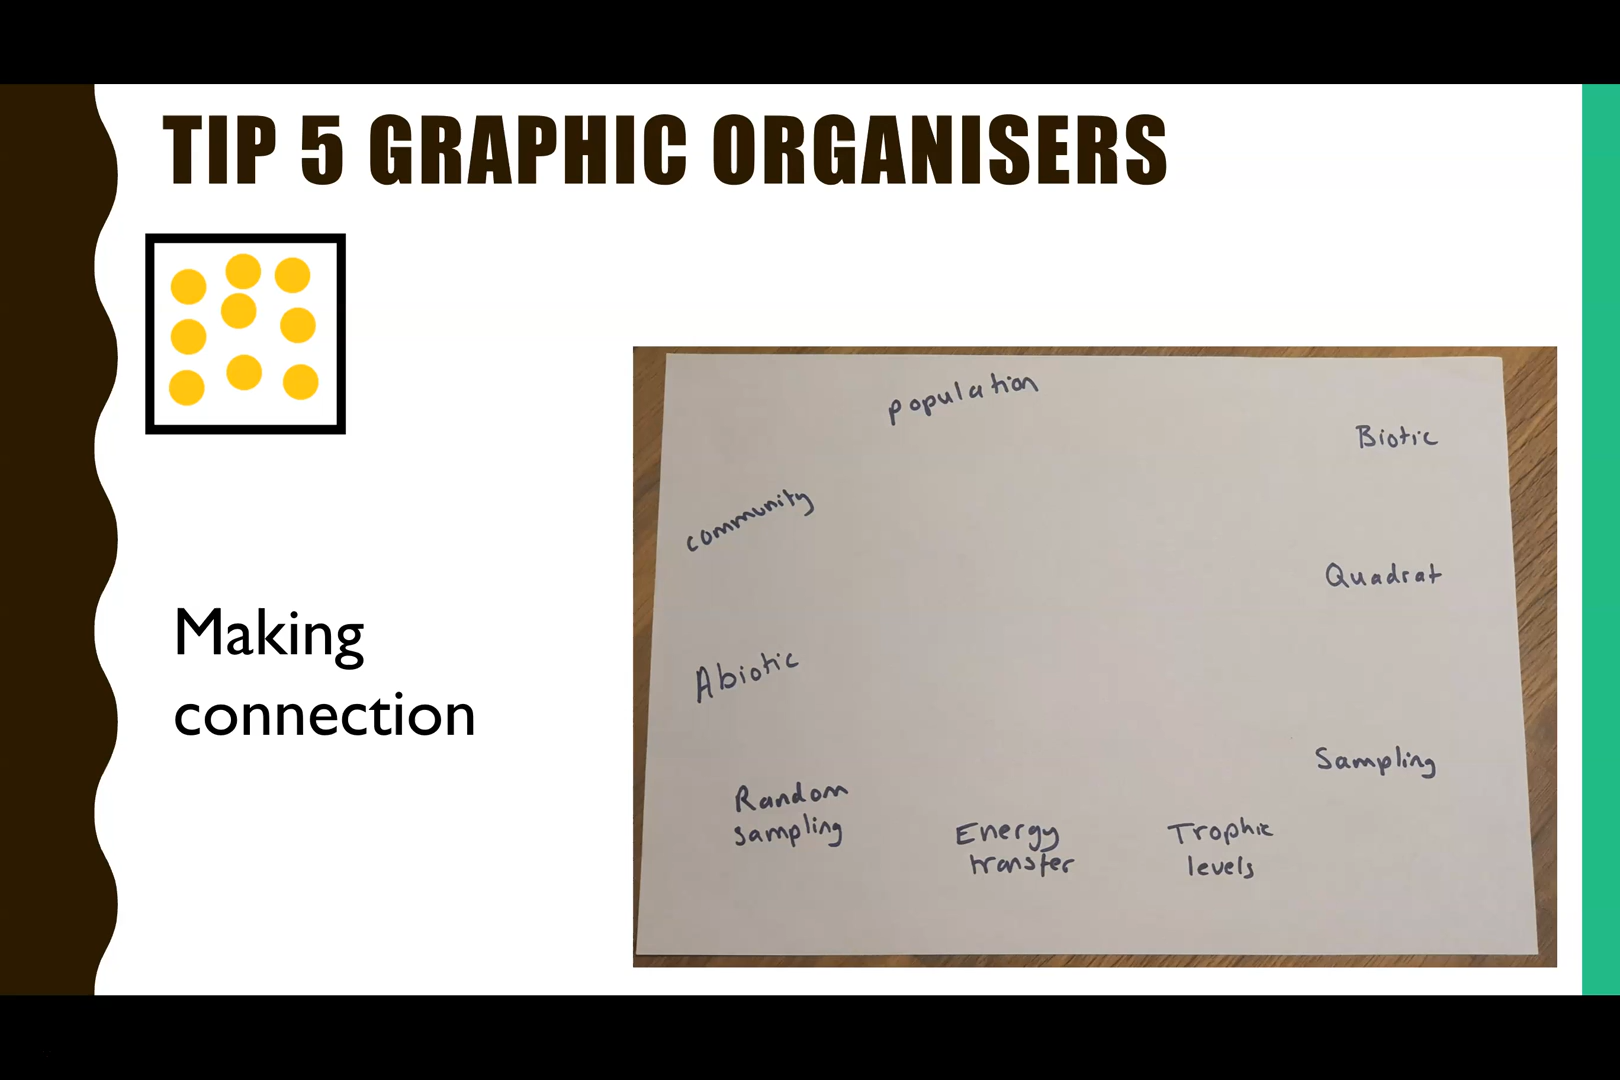 TIP 5 GRAPHIC ORGANISERS
Making
connection
population
Biotic
community
Quadrat
Abiotic
Sampling
Random
sampling
Energy
transfer
Trophic
levels